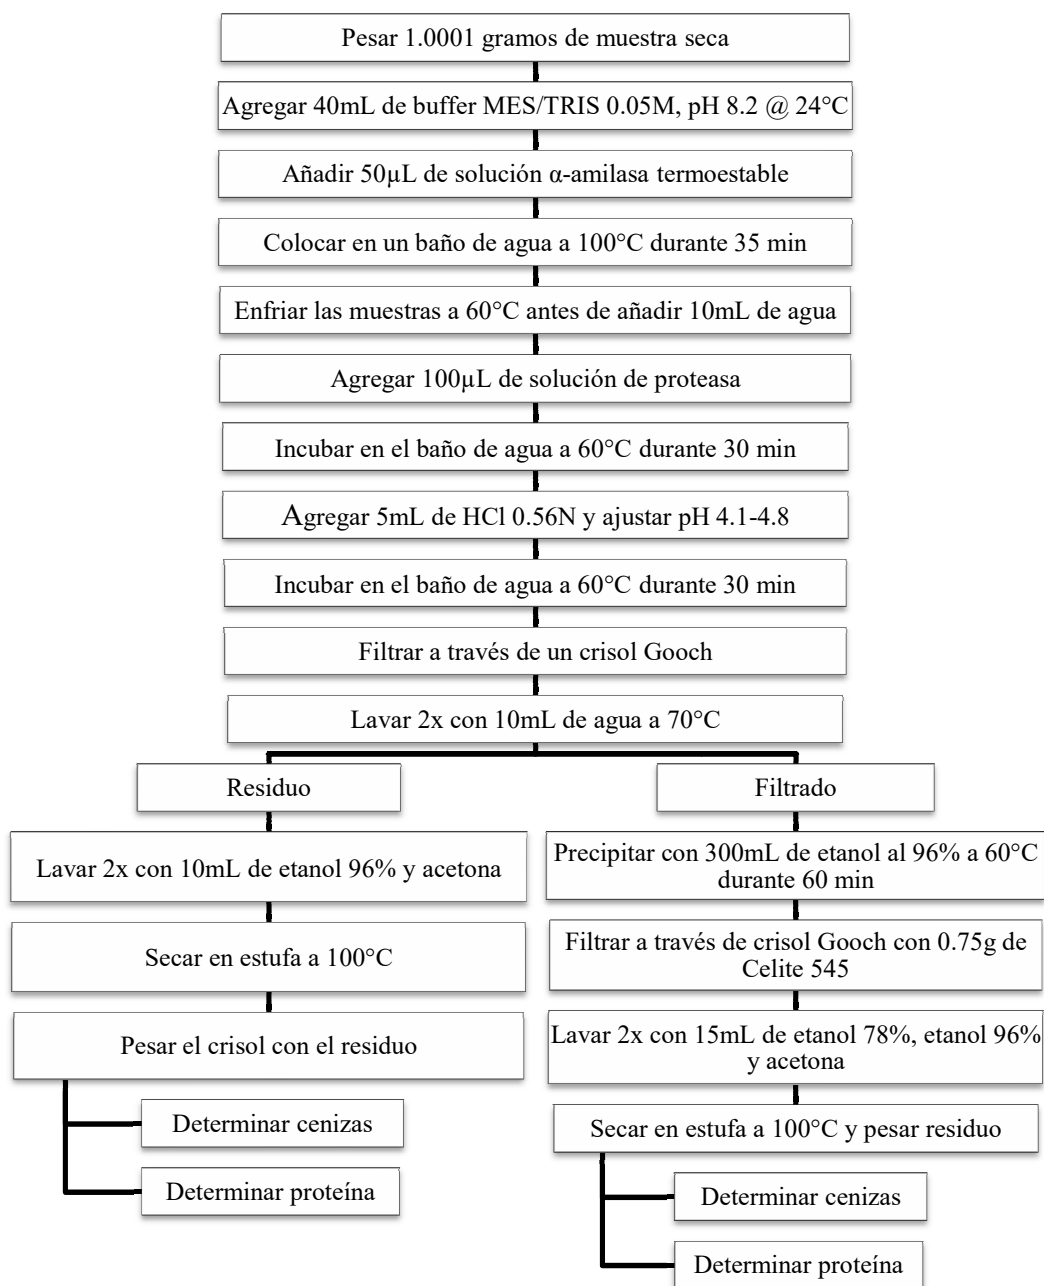 Pesar 1.0001 gramos de muestra seca
Agregar 40mL de buffer MES/TRIS 0.05M, pH 8.2 @ 24°C
Añadir 50µL de solución α-amilasa termoestable
Colocar en un baño de agua a 100°C durante 35 min
Enfriar las muestras a 60°C antes de añadir 10mL de agua
Agregar 100µL de solución de proteasa
Incubar en el baño de agua a 60°C durante 30 min
Agregar 5mL de HCl 0.56N y ajustar pH 4.1-4.8
Incubar en el baño de agua a 60°C durante 30 min
Filtrar a través de un crisol Gooch
Lavar 2x con 10mL de agua a 70°C
Residuo
Lavar 2x con 10mL de etanol 96% y acetona
Secar en estufa a 100°C
Pesar el crisol con el residuo
Determinar cenizas
Determinar proteína
Filtrado
Precipitar con 300mL de etanol al 96% a 60°C
durante 60 min
Filtrar a través de crisol Gooch con 0.75g de
Celite 545
Lavar 2x con 15mL de etanol 78%, etanol 96%
y acetona
Secar en estufa a 100°C y pesar residuo
Determinar cenizas
Determinar proteína